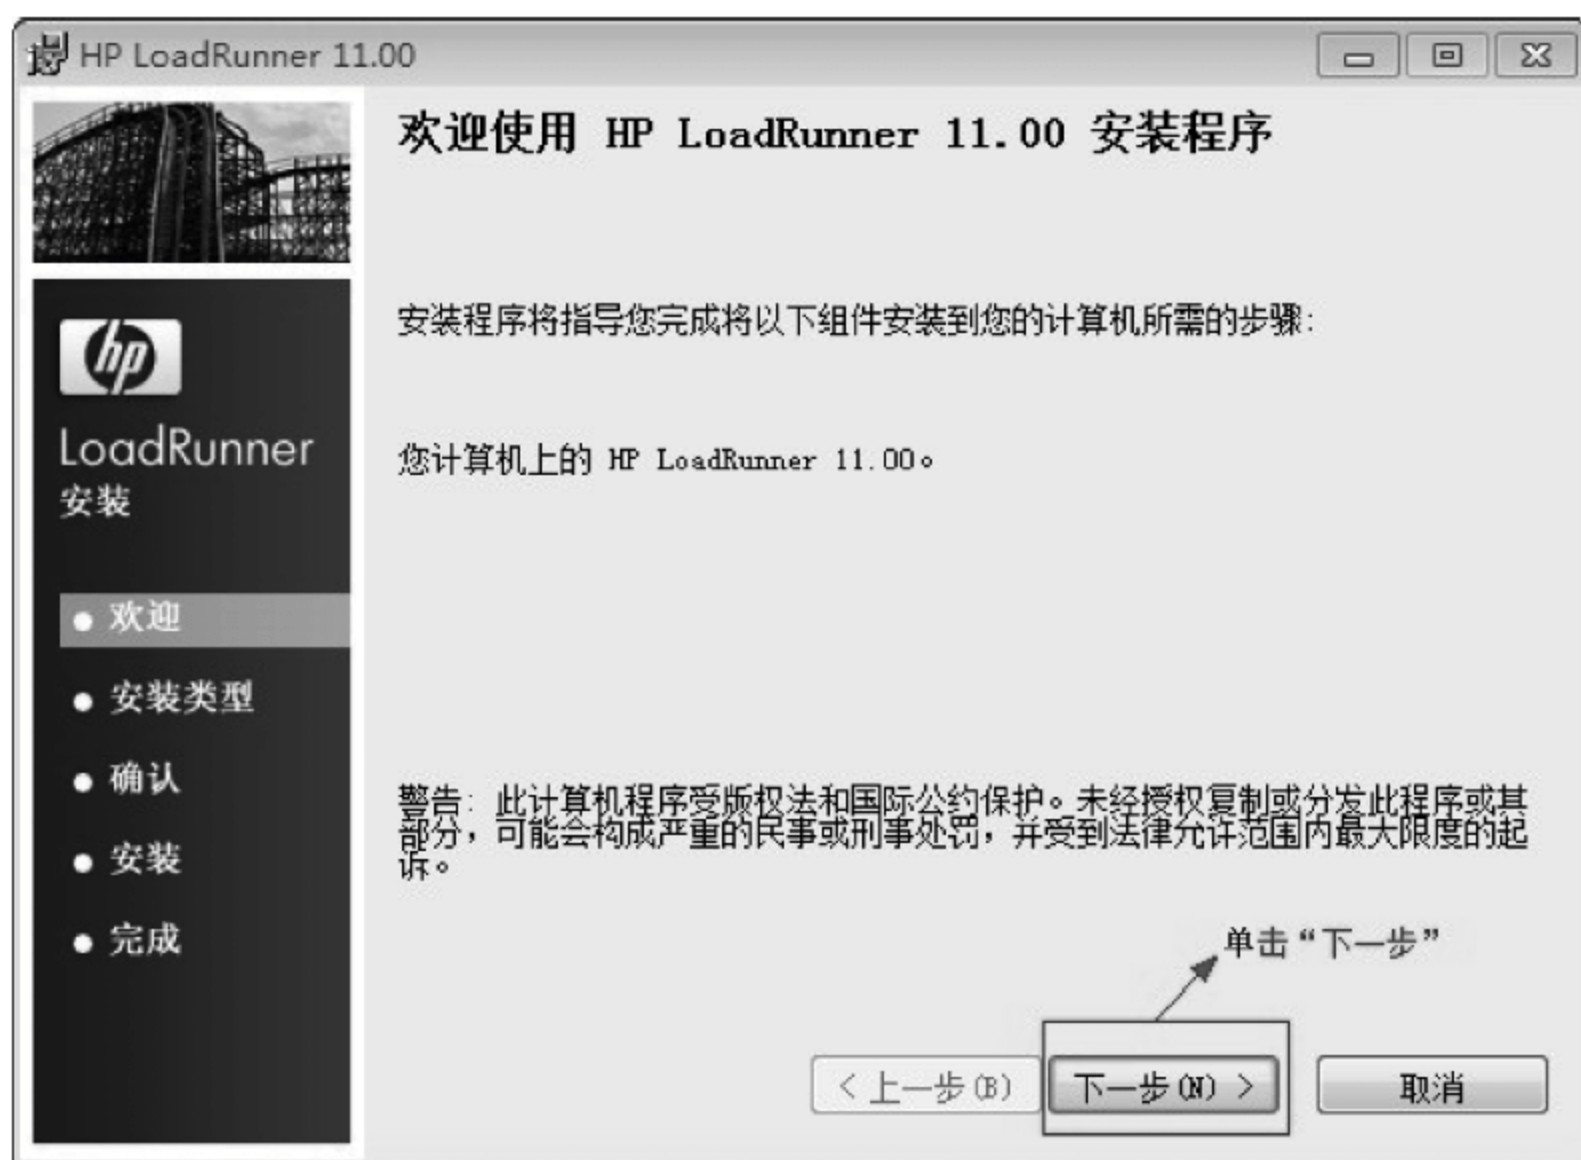 HP LoadRunner 11.00
欢迎使用 HP LoadRunner 11.00 安装程序
安装程序将指导您完成将以下组件安装到您的计算机所需的步骤：
您计算机上的 HP LoadRunner 11.00。
hp
LoadRunner
安装
欢迎
安装类型
确认
安装
完成
警告：此计算机程序受版权法和国际公约保护。未经授权复制或分发此程序或其
部分，可能会构成严重的民事或刑事处罚，并受到法律允许范围内最大限度的起
诉。
单击“下一步”
<上一步(B)
下一步(N) >
取消